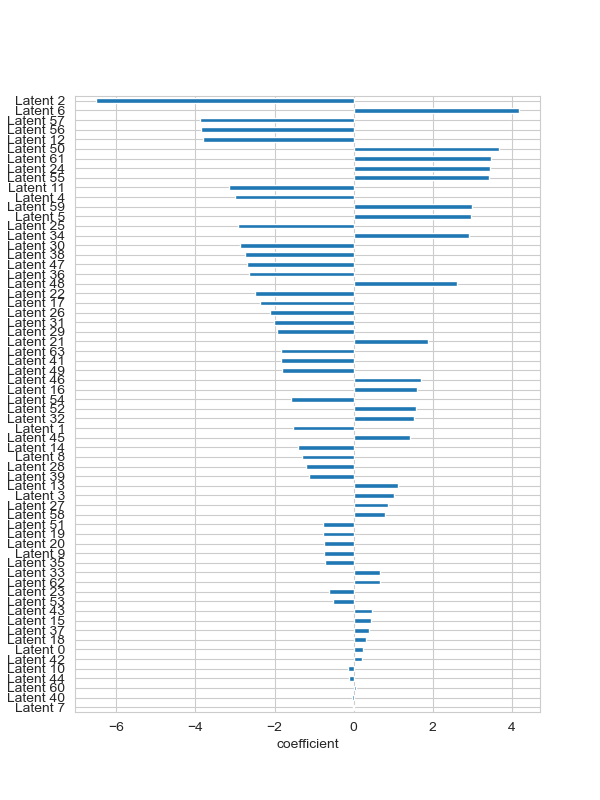 Latent 2
Latent 6
Latent 57
Latent 56
Latent 12
Latent 50
Latent 61
Latent 24
Latent 55
Latent 11
Latent 4
Latent 59
Latent 5
Latent 25
Latent 34
Latent 30
Latent 38
Latent 47
Latent 36
Latent 48
Latent 22
Latent 17
Latent 26
Latent 31
Latent 29
Latent 21
Latent 63
Latent 41
Latent 49
Latent 46
Latent 16
Latent 54
Latent 52
Latent 32
Latent 1
Latent 45
Latent 14
Latent 8
Latent 28
Latent 39
Latent 13
Latent 3
Latent 27
Latent 58
Latent 51
Latent 19
Latent 20
Latent 9
Latent 35
Latent 33
Latent 62
Latent 23
Latent 53
Latent 43
Latent 15
Latent 37
Latent 18
Latent 0
Latent 42
Latent 10
Latent 44
Latent 60
Latent 40
Latent 7
−6 −4 −2 0 2 4
coefficient